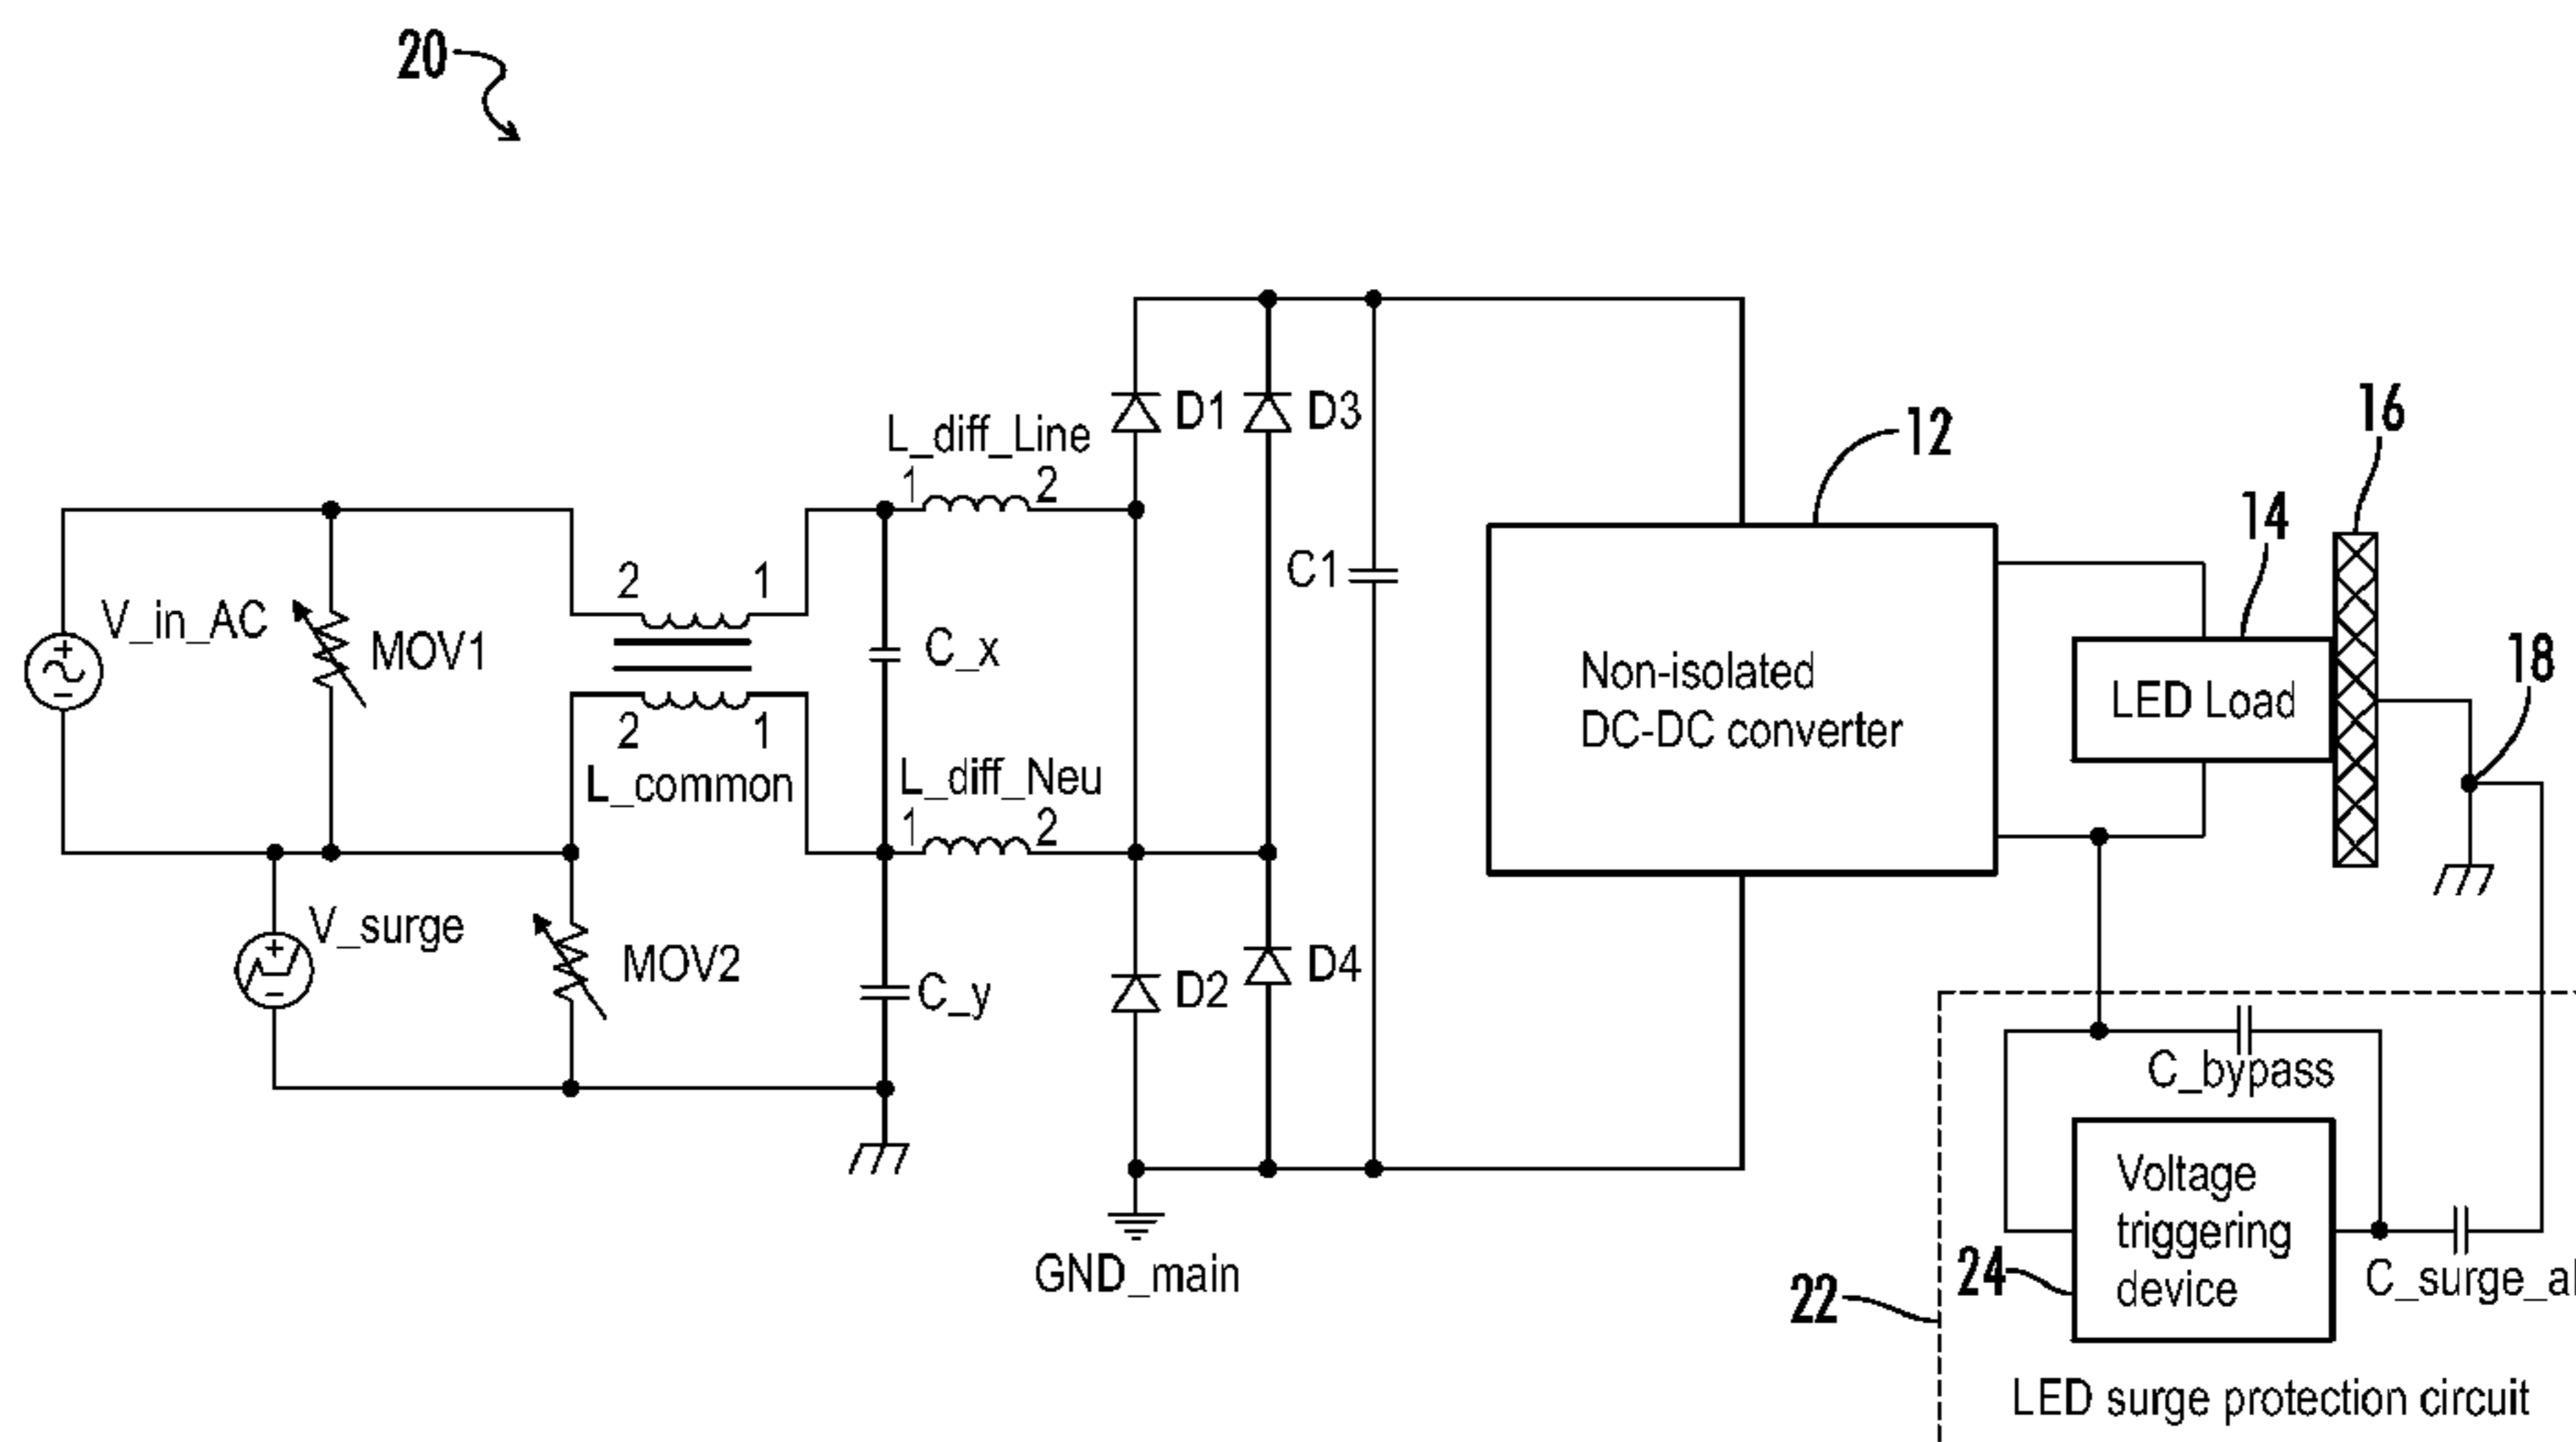 20
L_diff_Line
1 2
D1
D3
12
16
14
18
V_in_AC
MOV1
2 1
2 1
L_common
C_x
L_diff_Neu
1 2
C1
Non-isolated
DC-DC converter
LED Load
V_surge
MOV2
C_y
D2
D4
GND_main
C_bypass
Voltage
triggering
device
22
24
LED surge protection circuit